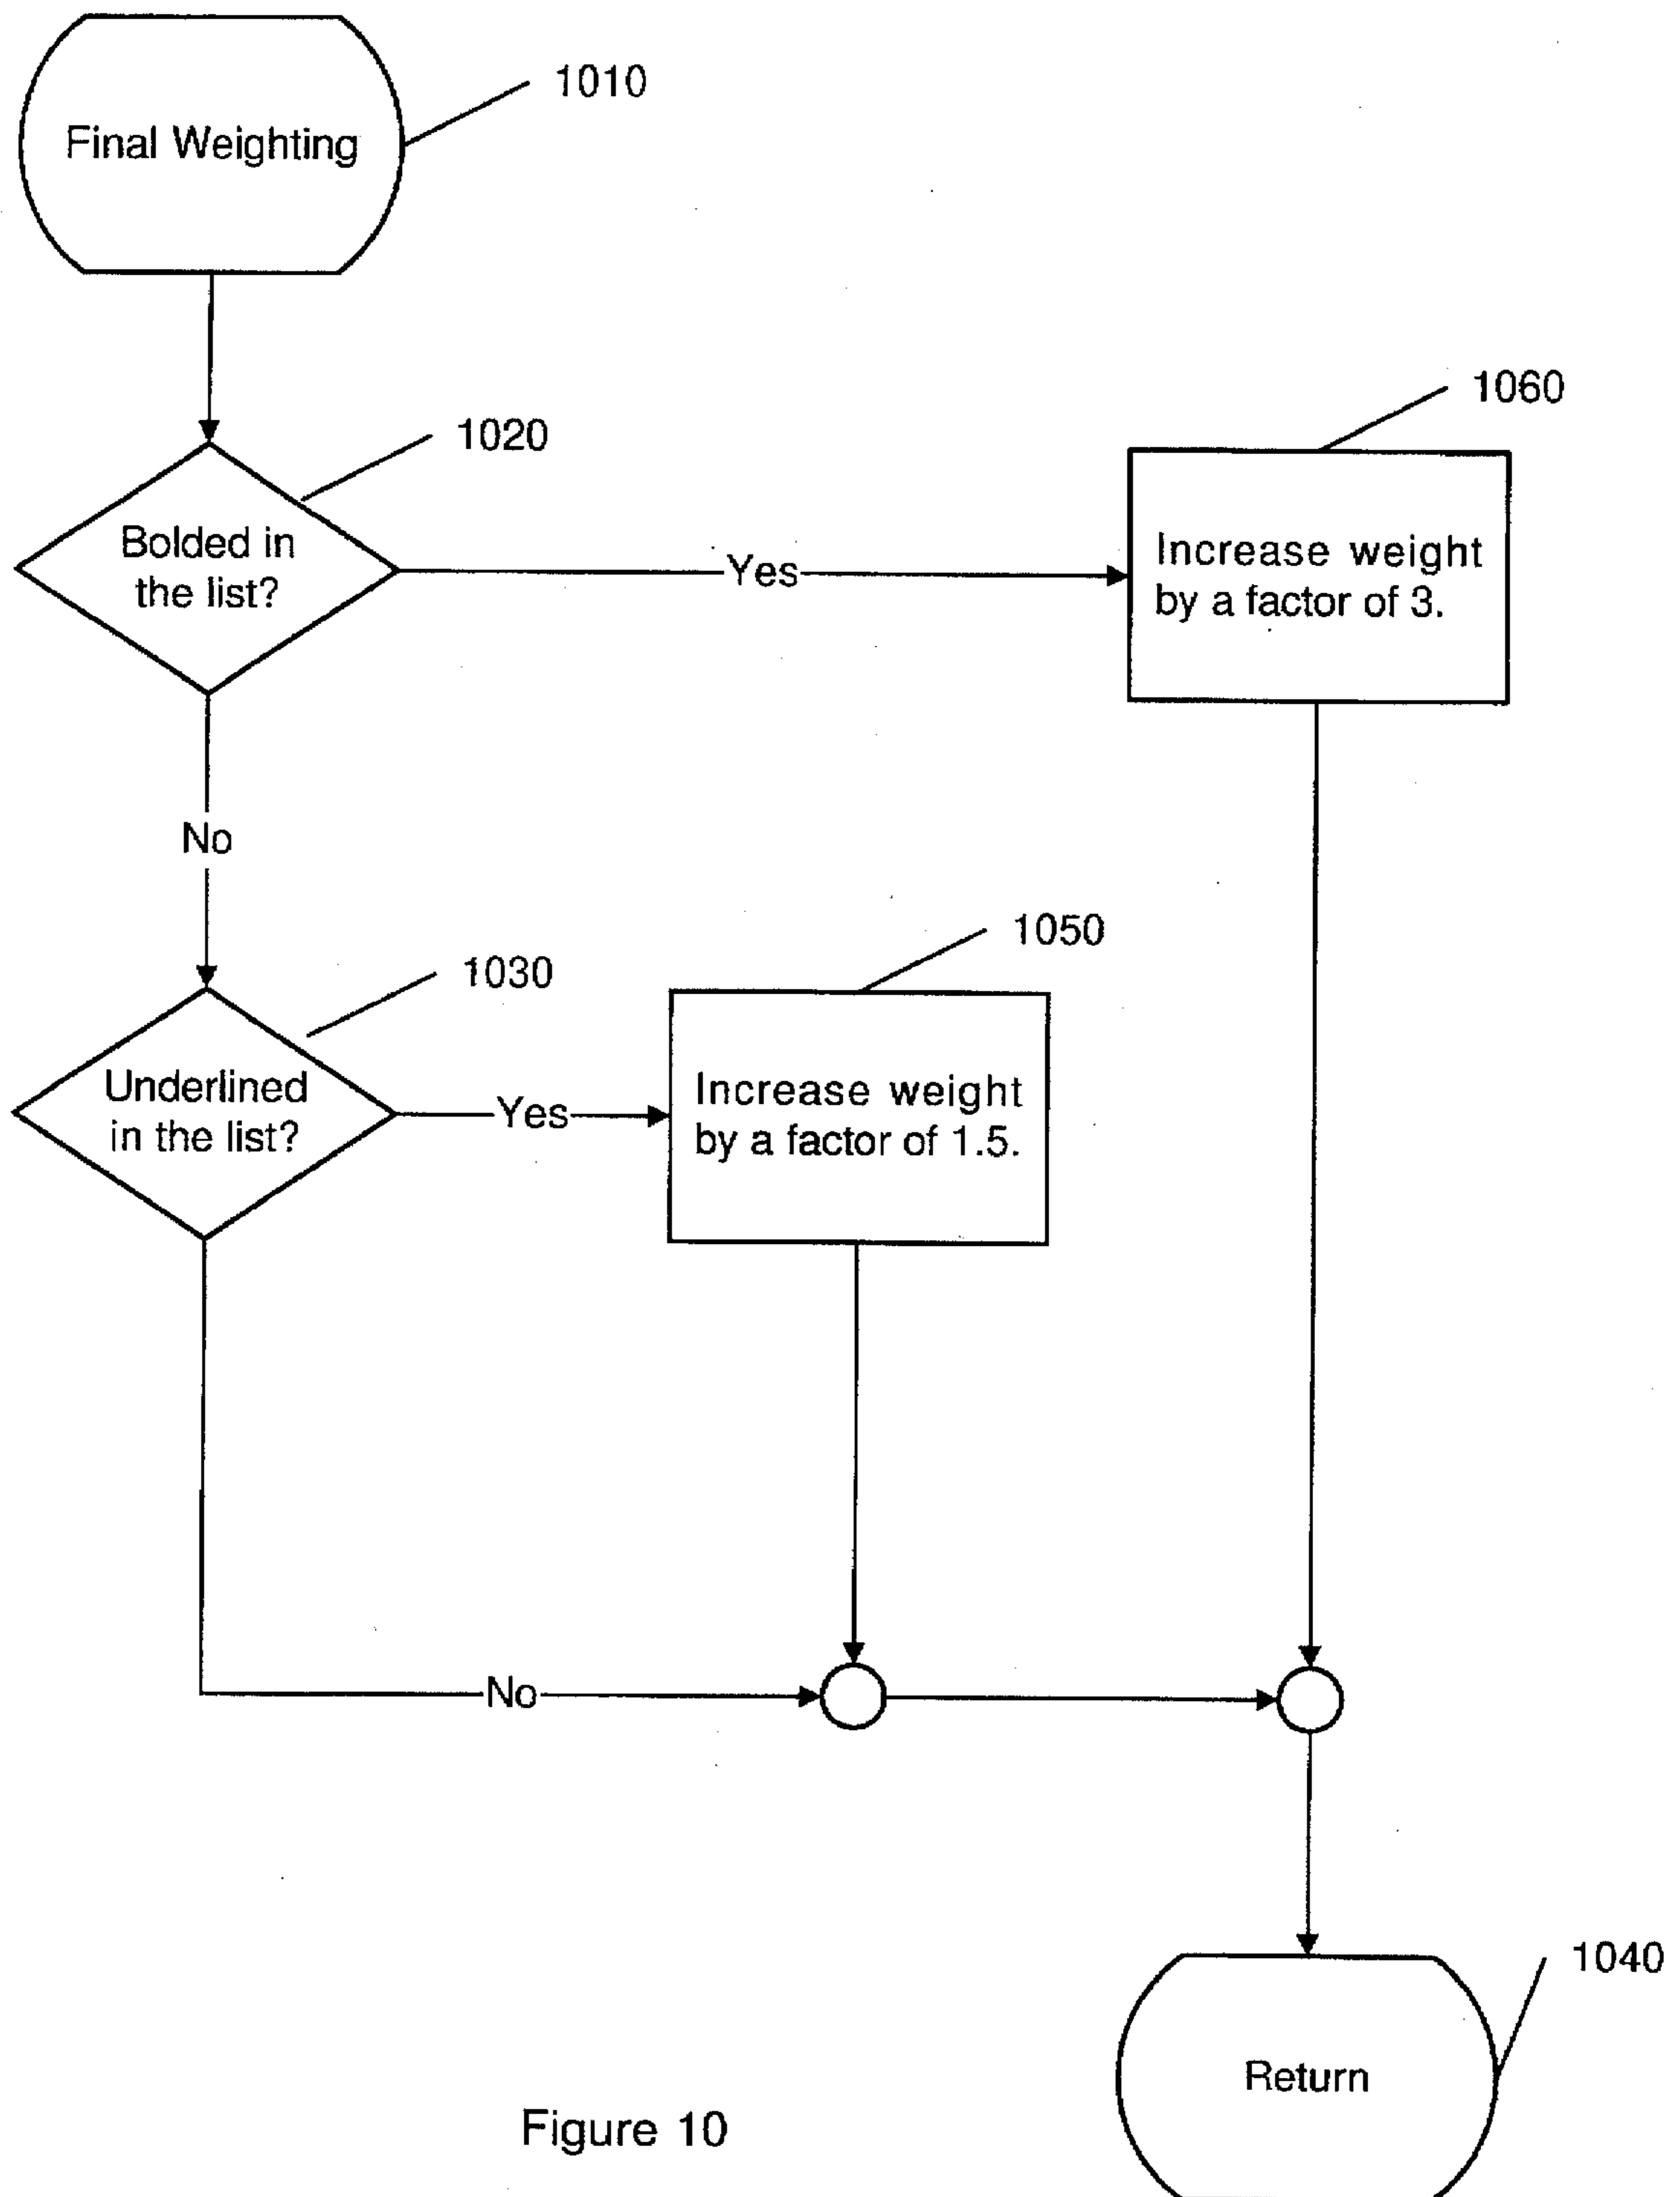 1010
Final Weighting
1020
Bolded in
the list?
Yes
1060
Increase weight
by a factor of 3.
No
1030
Underlined
in the list?
Yes
1050
Increase weight
by a factor of 1.5.
No
1040
Return
Figure 10